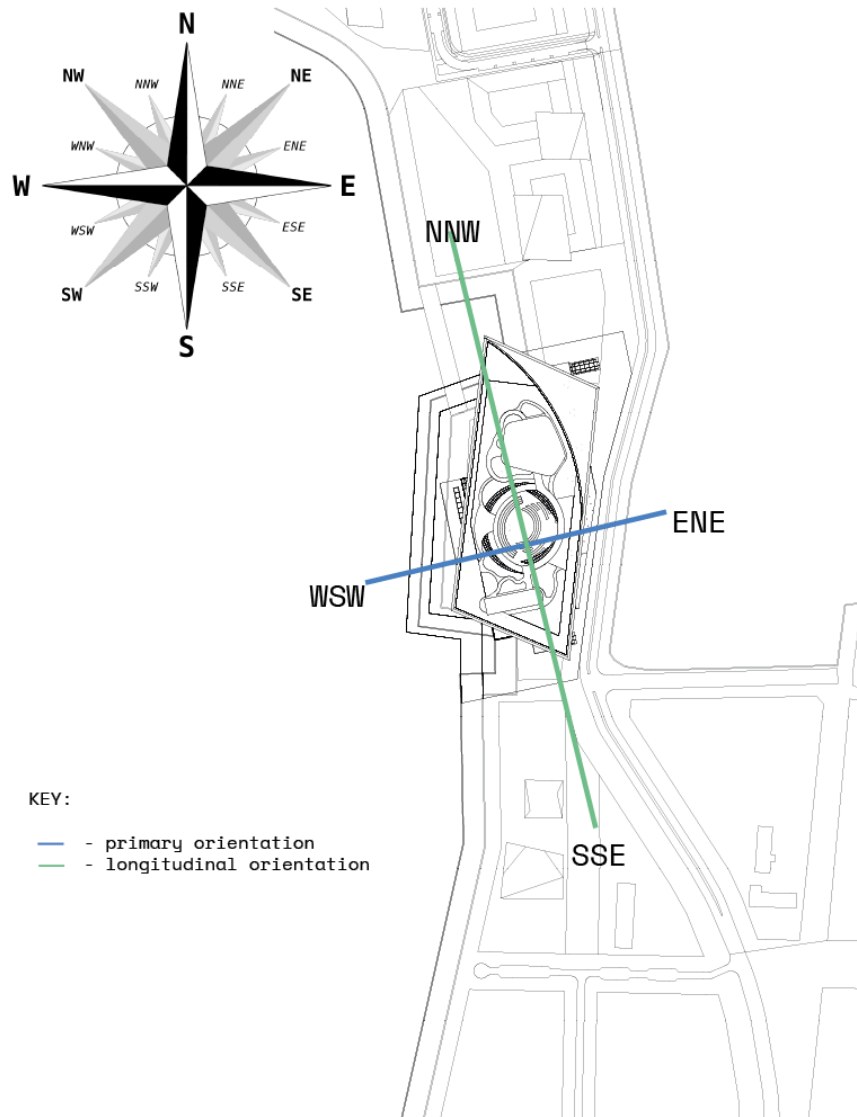 N
NW
NNW
NNE
NE
WNW
ENE
W
E
WSW
ESE
SW
SSW
SSE
SE
S
NNW
ENE
WSW
SSE
KEY:
- primary orientation
- longitudinal orientation